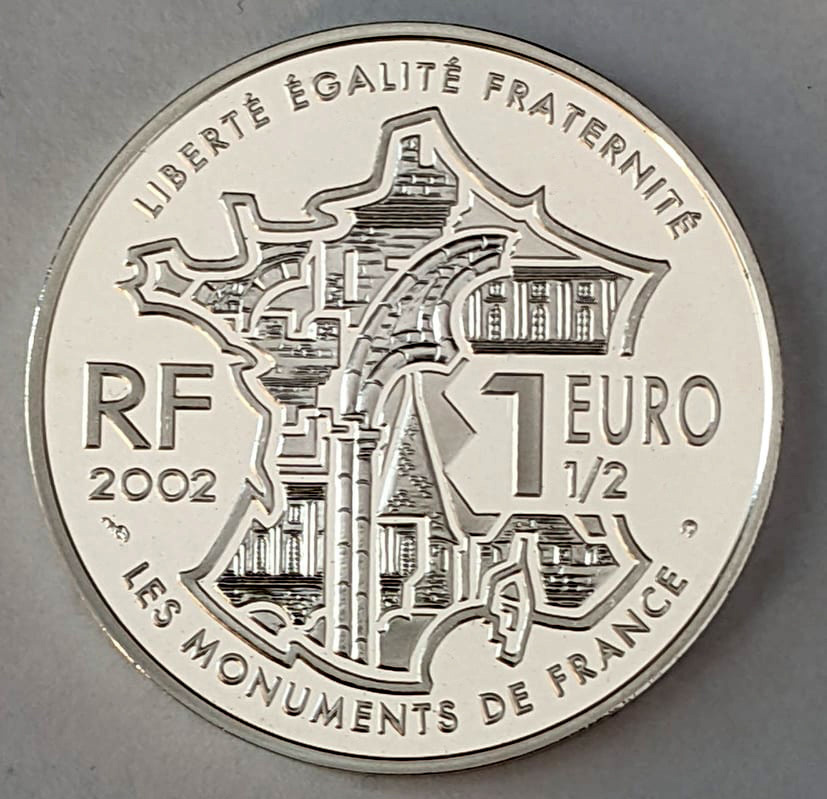 LIBERTÉ ÉGALITÉ FRATERNITÉ
RF
2002
1 EURO
1/2
LES MONUMENTS DE FRANCE